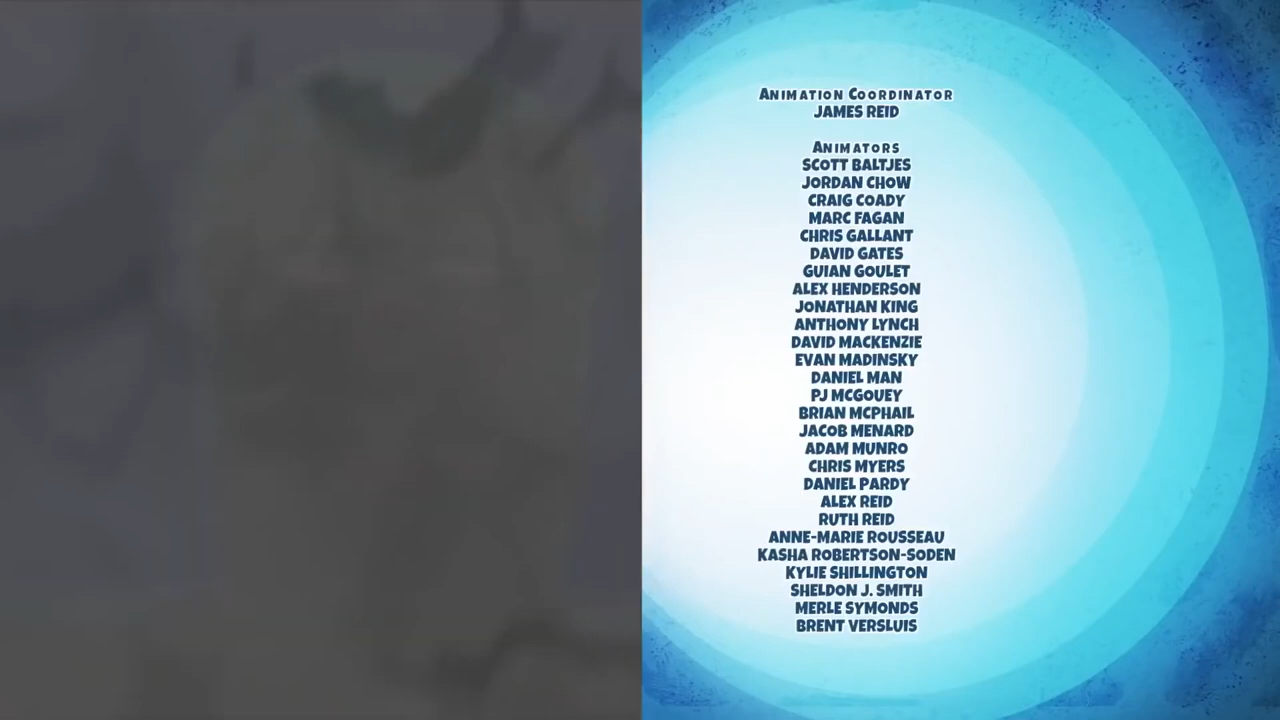 Animation Coordinator
JAMES REID
Animators
SCOTT BALTJES
JORDAN CHOW
CRAIG COADY
MARC FAGAN
CHRIS GALLANT
DAVID GATES
GUIAN GOULET
ALEX HENDERSON
JONATHAN KING
ANTHONY LYNCH
DAVID MACKENZIE
EVAN MADINSKY
DANIEL MAN
PJ MCGOUEY
BRIAN MCPHAIL
JACOB MENARD
ADAM MUNRO
CHRIS MYERS
DANIEL PARDY
ALEX REID
RUTH REID
ANNE-MARIE ROUSSEAU
KASHA ROBERTSON-SODEN
KYLIE SHILLINGTON
SHELDON J. SMITH
MERLE SYMONDS
BRENT VERSLUIS